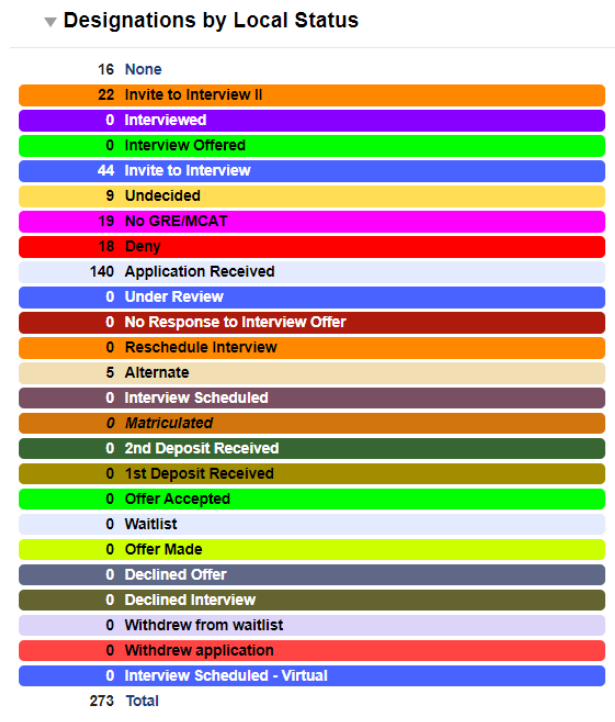 Designations by Local Status
16 None
22 Invite to Interview II
0 Interviewed
0 Interview Offered
44 Invite to Interview
9 Undecided
19 No GRE/MCAT
18 Deny
140 Application Received
0 Under Review
0 No Response to Interview Offer
0 Reschedule Interview
5 Alternate
0 Interview Scheduled
0 Matriculated
0 2nd Deposit Received
0 1st Deposit Received
0 Offer Accepted
0 Waitlist
0 Offer Made
0 Declined Offer
0 Declined Interview
0 Withdrew from waitlist
0 Withdrew application
0 Interview Scheduled - Virtual
273 Total